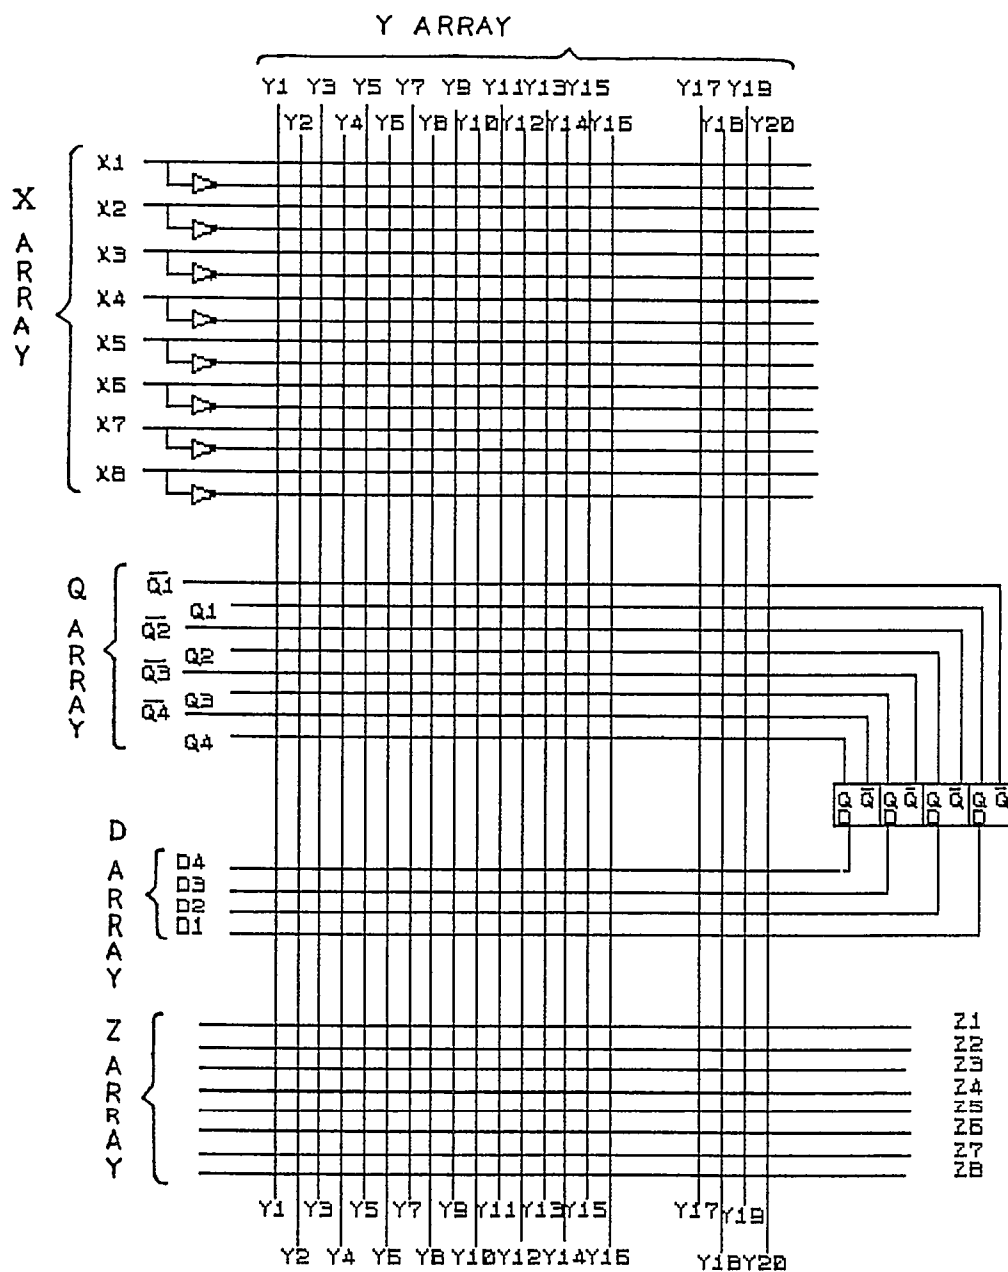 Y ARRAY
Y1 Y3 Y5 Y7 Y9 Y11 Y13 Y15 Y17 Y19
Y2 Y4 Y6 Y8 Y10 Y12 Y14 Y16 Y18 Y20
X ARRAY
X1
X2
X3
X4
X5
X6
X7
X8
Q ARRAY
Q̅1
Q1
Q̅2
Q2
Q̅3
Q3
Q̅4
Q4
Q Q̅ Q Q̅ Q Q̅ Q Q̅
D D D D
D ARRAY
D4
D3
D2
D1
Z ARRAY
Z1
Z2
Z3
Z4
Z5
Z6
Z7
Z8
Y1 Y3 Y5 Y7 Y9 Y11 Y13 Y15 Y17 Y19
Y2 Y4 Y6 Y8 Y10 Y12 Y14 Y16 Y18 Y20